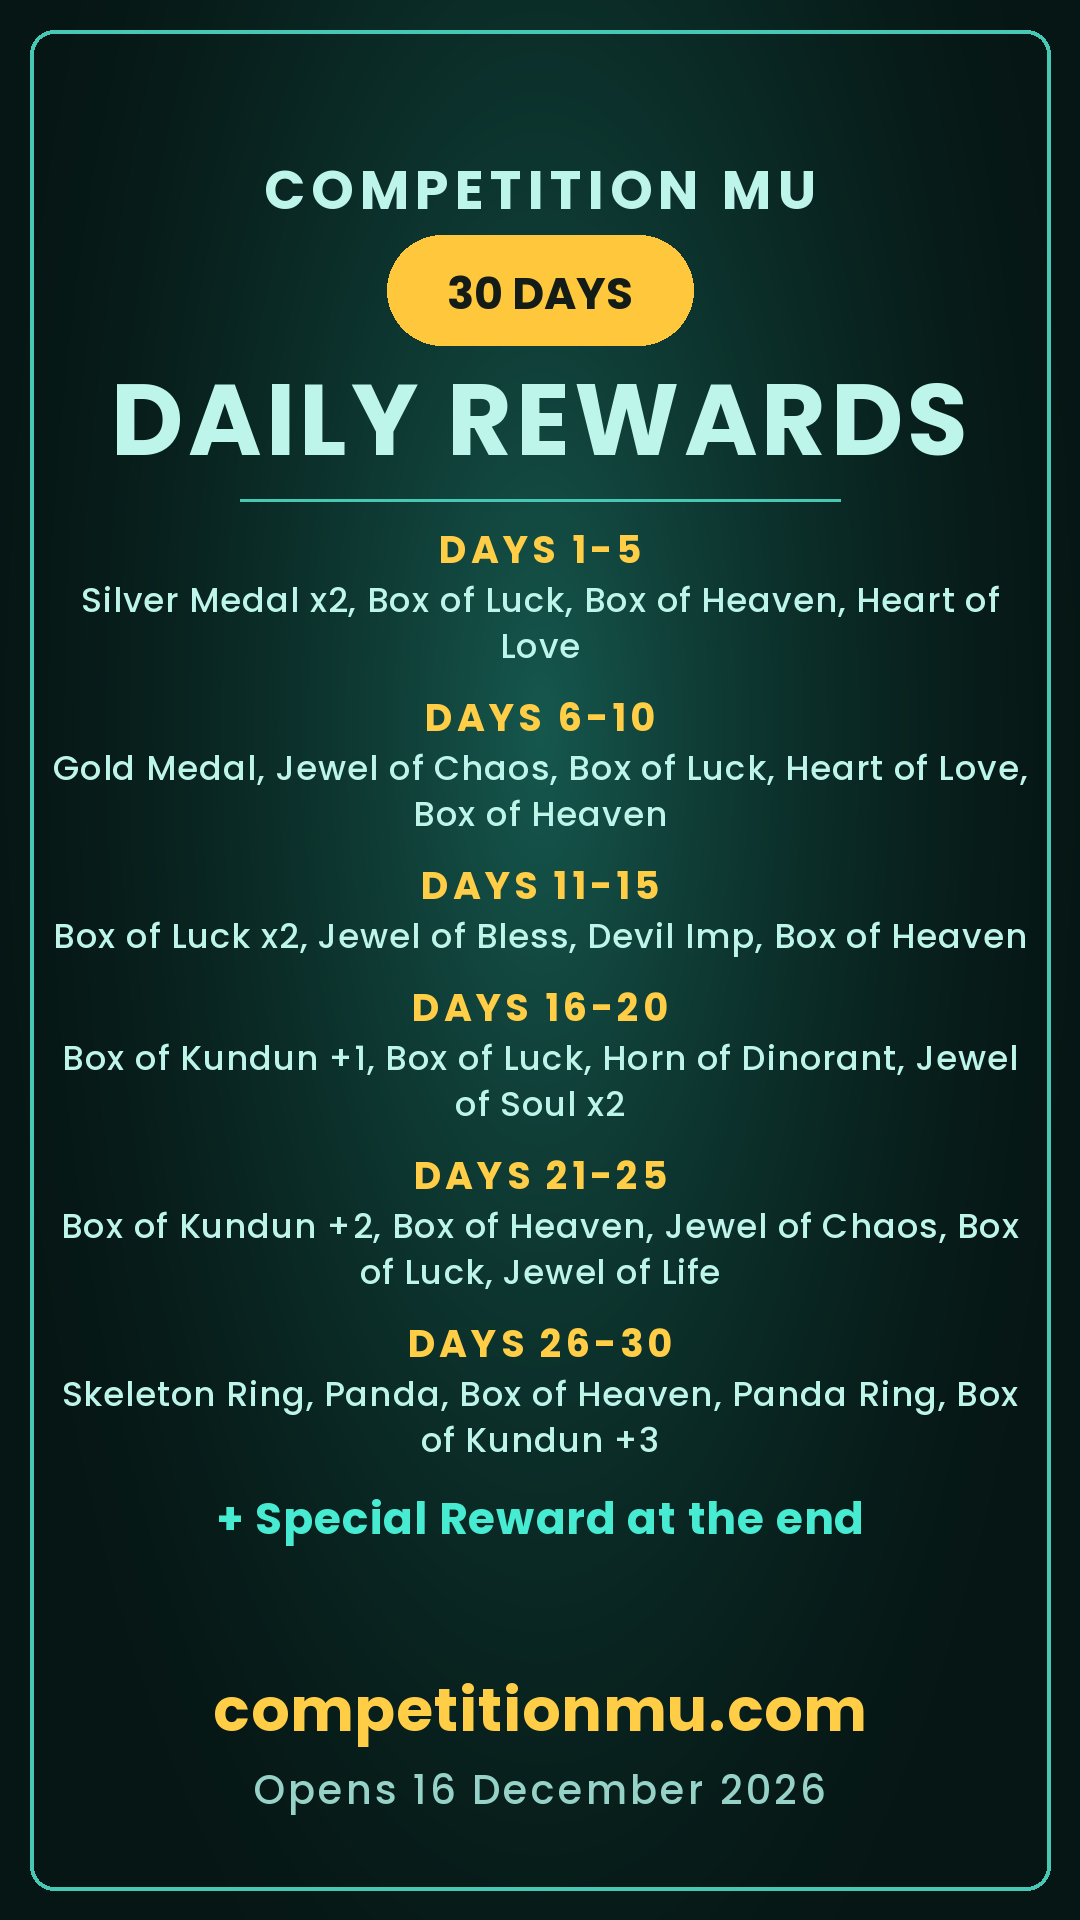 COMPETITION MU
30 DAYS
DAILY REWARDS
DAYS 1-5
Silver Medal x2, Box of Luck, Box of Heaven, Heart of
Love
DAYS 6-10
Gold Medal, Jewel of Chaos, Box of Luck, Heart of Love,
Box of Heaven
DAYS 11-15
Box of Luck x2, Jewel of Bless, Devil Imp, Box of Heaven
DAYS 16-20
Box of Kundun +1, Box of Luck, Horn of Dinorant, Jewel
of Soul x2
DAYS 21-25
Box of Kundun +2, Box of Heaven, Jewel of Chaos, Box
of Luck, Jewel of Life
DAYS 26-30
Skeleton Ring, Panda, Box of Heaven, Panda Ring, Box
of Kundun +3
+ Special Reward at the end
competitionmu.com
Opens 16 December 2026